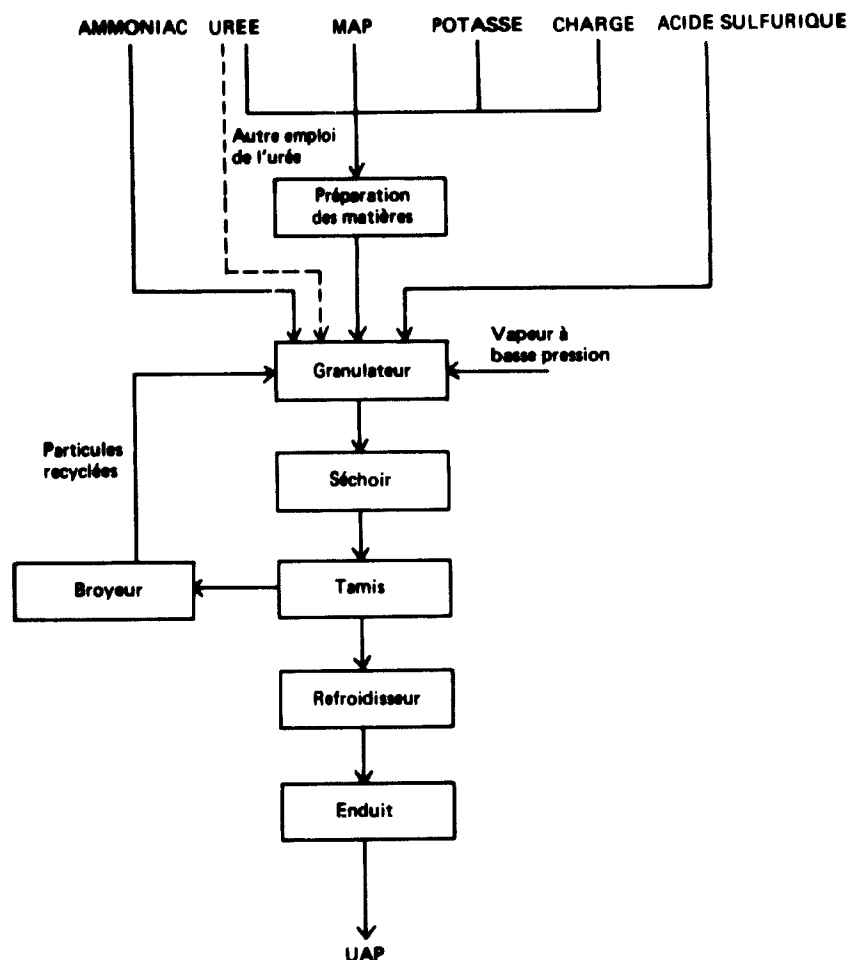 AMMONIAC UREE MAP POTASSE CHARGE ACIDE SULFURIQUE
Autre emploi
de l'urée
Préparation
des matières
Vapeur à
basse pression
Granulateur
Particules
recyclées
Séchoir
Broyeur
Tamis
Refroidisseur
Enduit
UAP